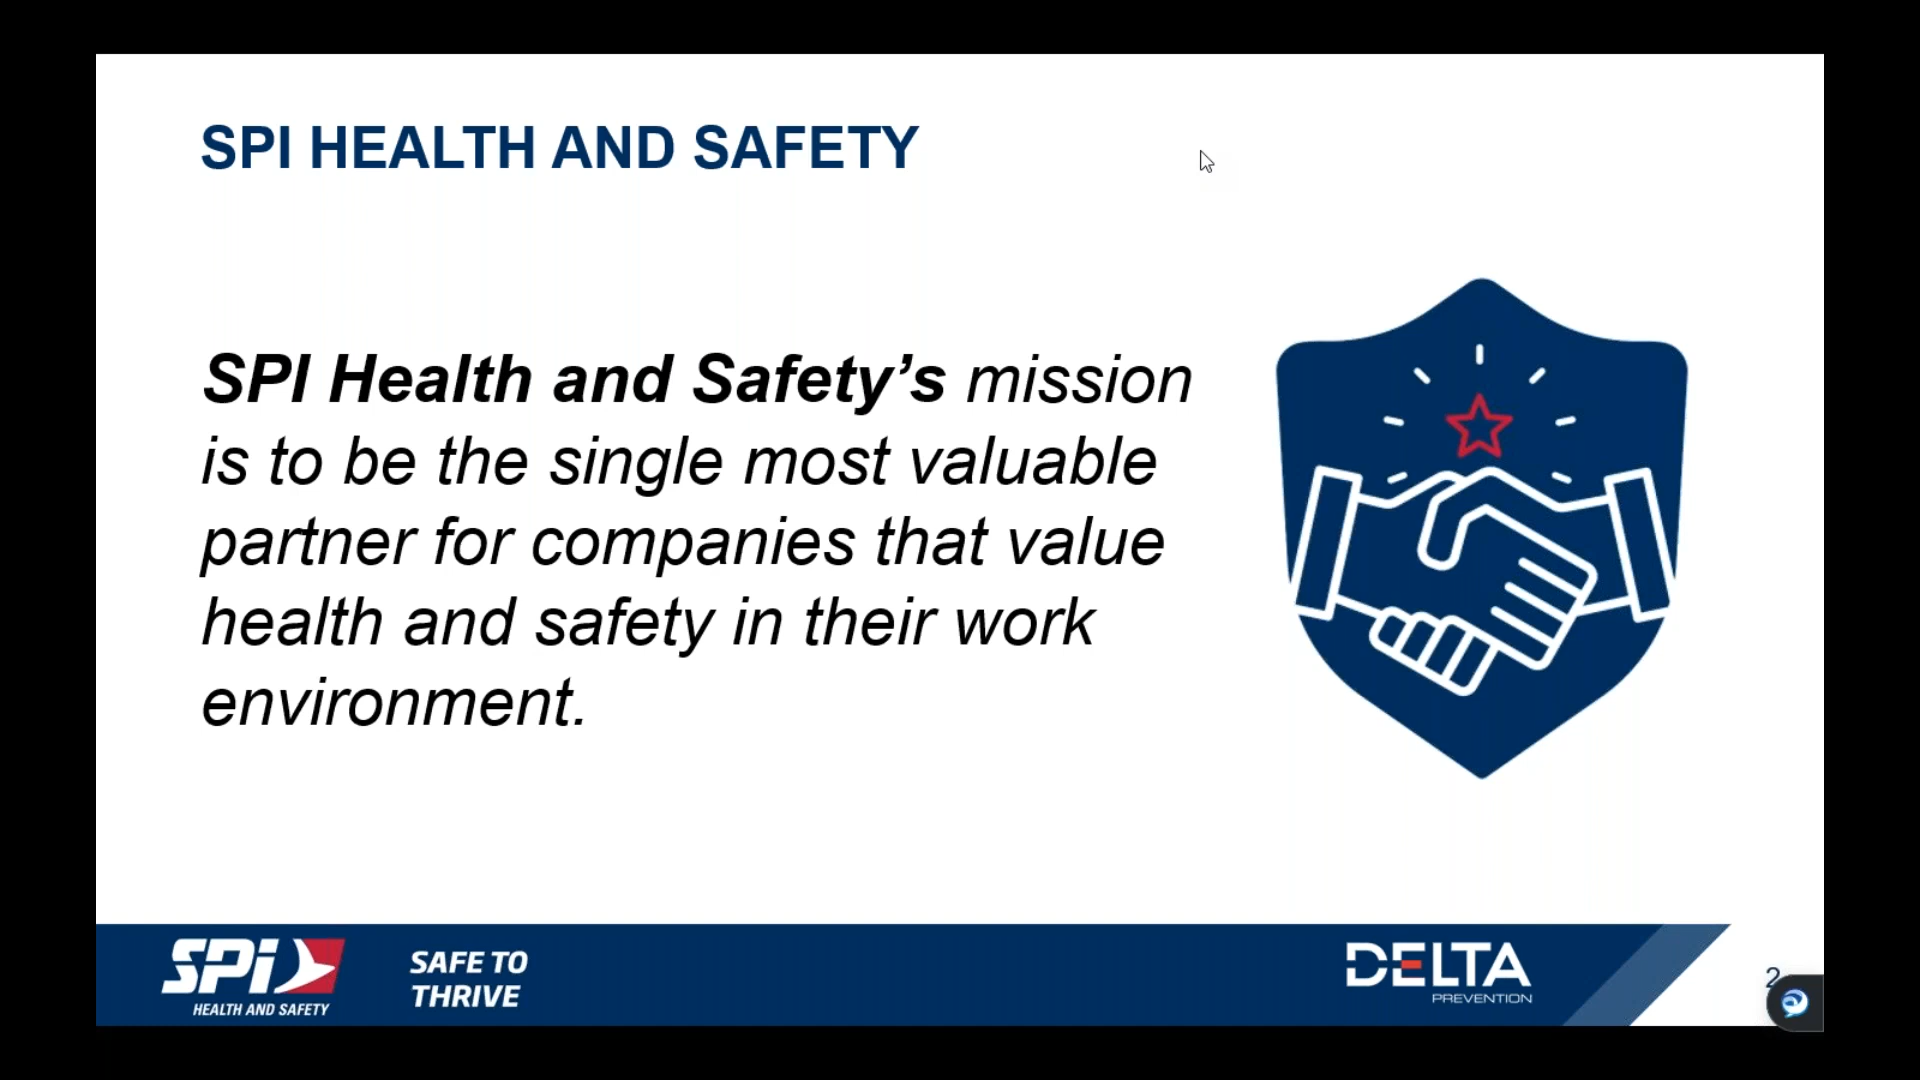 SPI HEALTH AND SAFETY
SPI Health and Safety’s mission
is to be the single most valuable
partner for companies that value
health and safety in their work
environment.
SPi
HEALTH AND SAFETY
SAFE TO
THRIVE
DELTA
PREVENTION
2